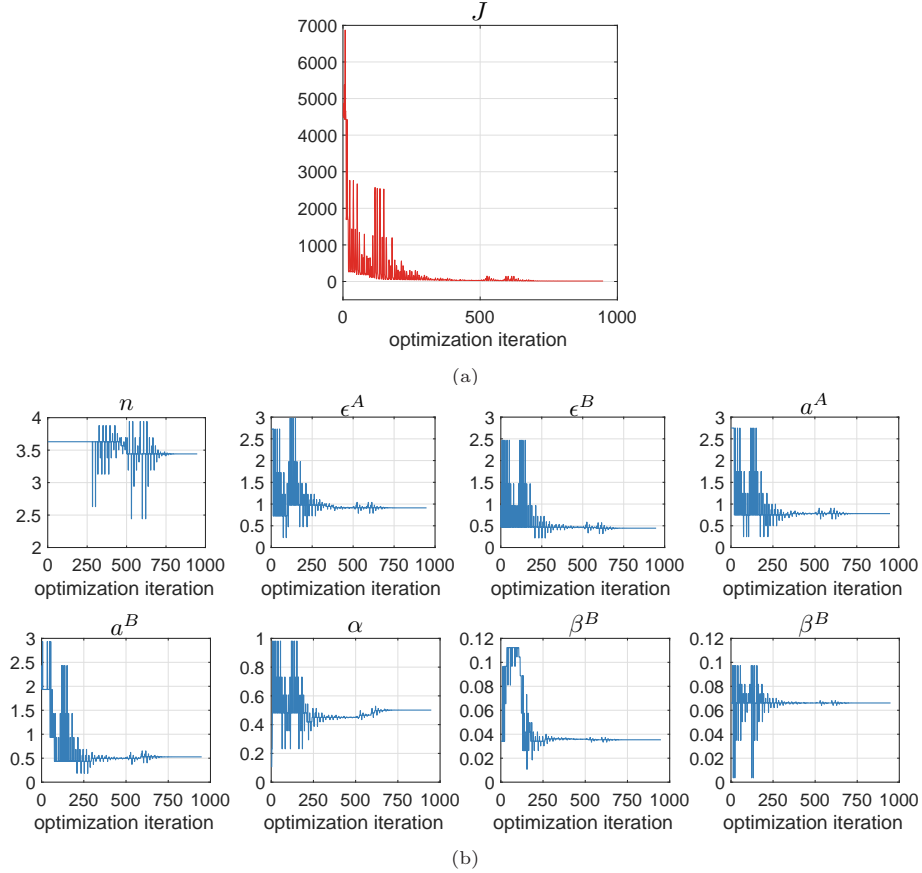 J
7000
6000
5000
4000
3000
2000
1000
0
0 500 1000
optimization iteration
(a)
n
4
3.5
3
2.5
2
0 250 500 750 1000
optimization iteration
ϵ^A
3
2.5
2
1.5
1
0.5
0
0 250 500 750 1000
optimization iteration
ϵ^B
3
2.5
2
1.5
1
0.5
0
0 250 500 750 1000
optimization iteration
a^A
3
2.5
2
1.5
1
0.5
0
0 250 500 750 1000
optimization iteration
a^B
3
2.5
2
1.5
1
0.5
0
0 250 500 750 1000
optimization iteration
α
1
0.8
0.6
0.4
0.2
0
0 250 500 750 1000
optimization iteration
β^B
0.12
0.1
0.08
0.06
0.04
0.02
0
0 250 500 750 1000
optimization iteration
β^B
0.12
0.1
0.08
0.06
0.04
0.02
0
0 250 500 750 1000
optimization iteration
(b)